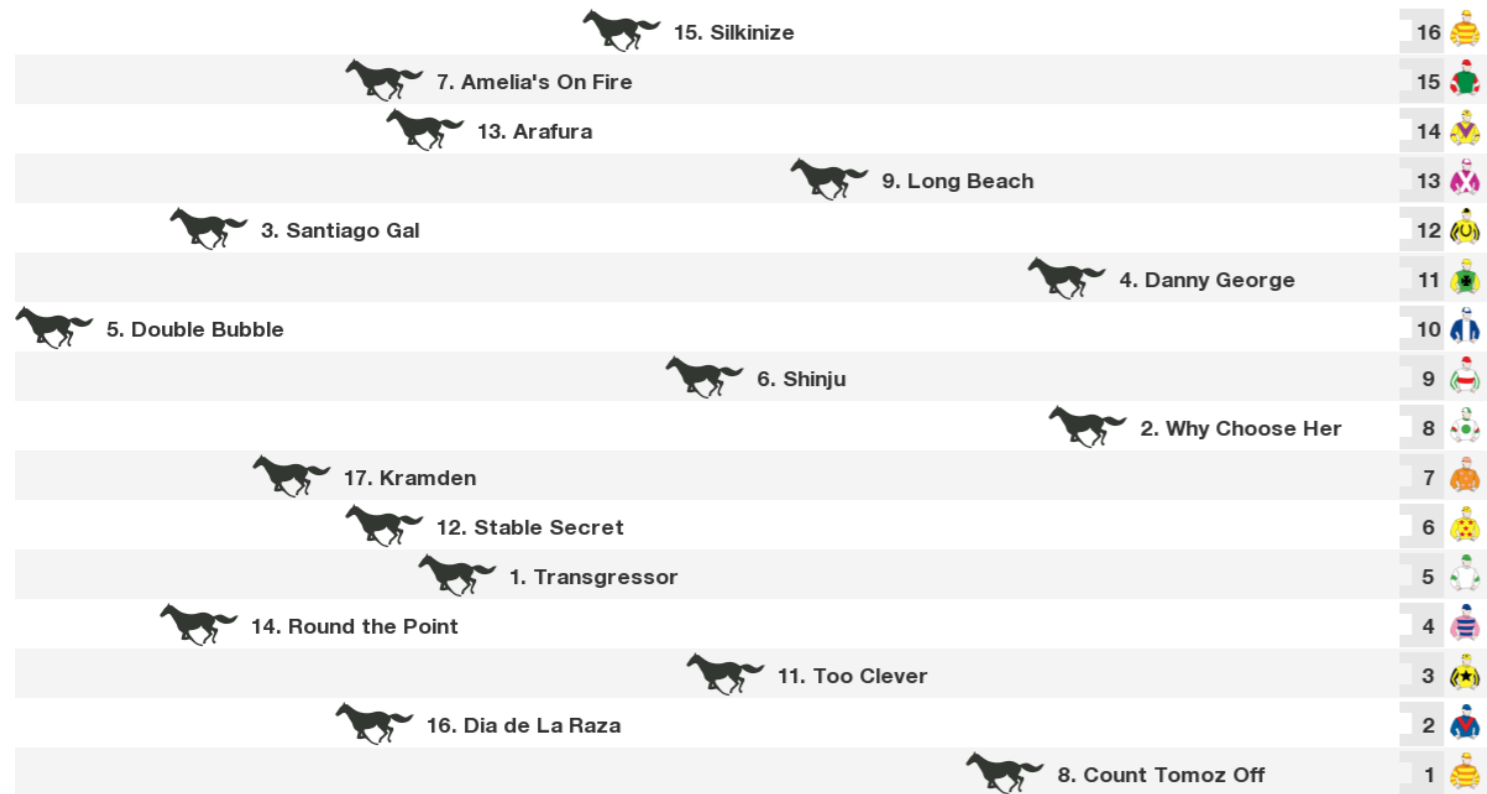 15. Silkinize 16
7. Amelia's On Fire 15
13. Arafura 14
9. Long Beach 13
3. Santiago Gal 12
4. Danny George 11
5. Double Bubble 10
6. Shinju 9
2. Why Choose Her 8
17. Kramden 7
12. Stable Secret 6
1. Transgressor 5
14. Round the Point 4
11. Too Clever 3
16. Dia de La Raza 2
8. Count Tomoz Off 1